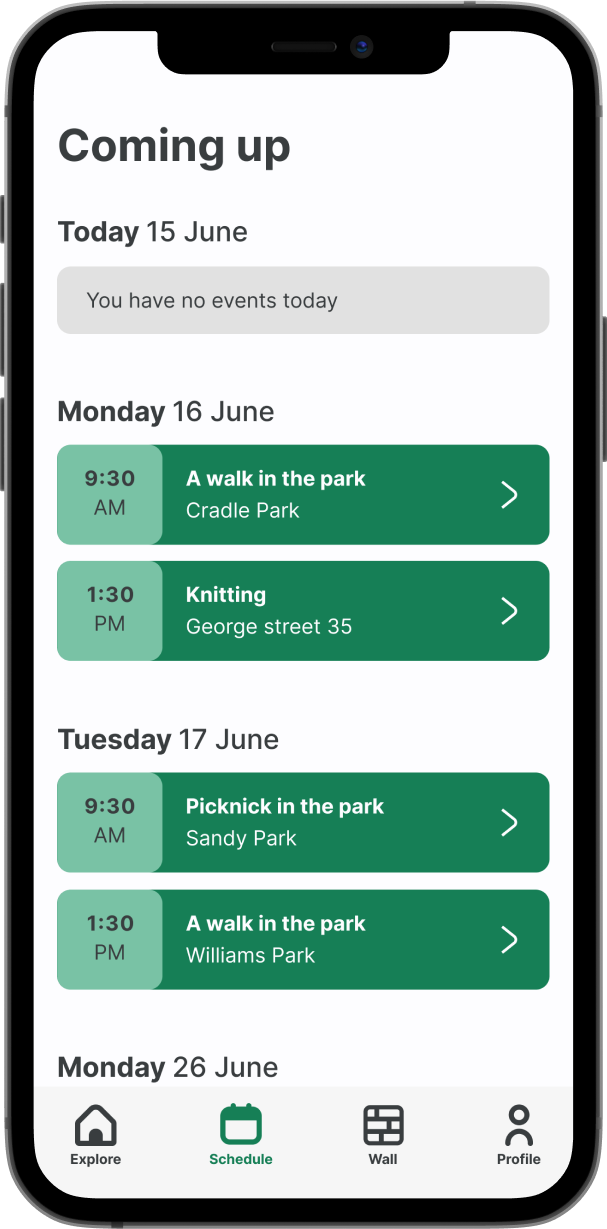 Coming up
Today 15 June
You have no events today
Monday 16 June
9:30
AM
A walk in the park
Cradle Park
1:30
PM
Knitting
George street 35
Tuesday 17 June
9:30
AM
Picknick in the park
Sandy Park
1:30
PM
A walk in the park
Williams Park
Monday 26 June
Explore
Schedule
Wall
Profile